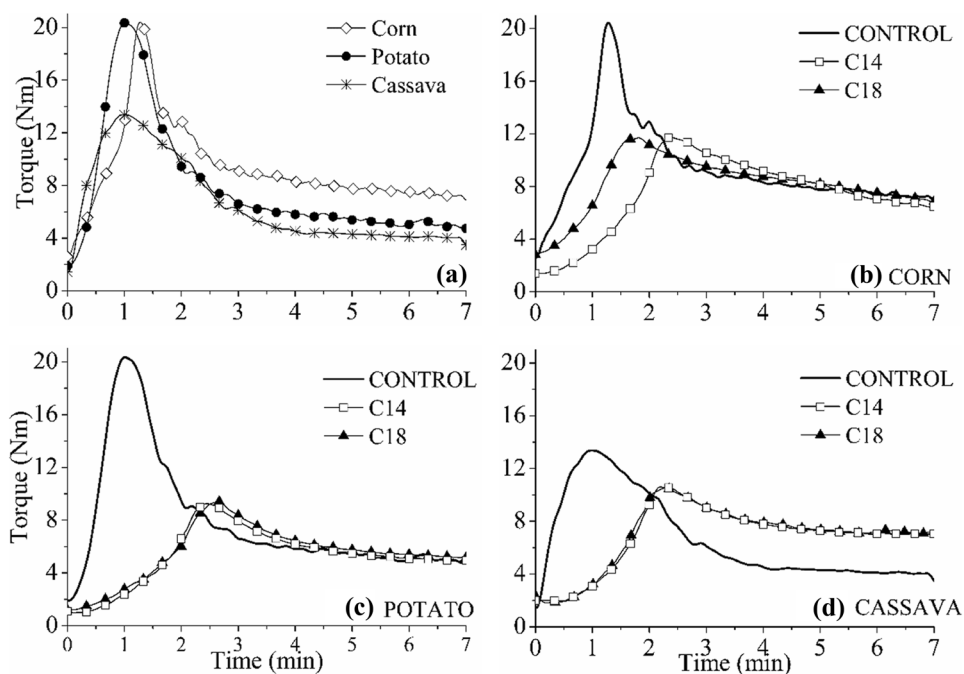 20
16
12
8
4
0
Torque (Nm)
Corn
Potato
Cassava
(a)
0 1 2 3 4 5 6 7
20
16
12
8
4
0
CONTROL
C14
C18
(b) CORN
0 1 2 3 4 5 6 7
20
16
12
8
4
0
Torque (Nm)
CONTROL
C14
C18
(c) POTATO
0 1 2 3 4 5 6 7
Time (min)
20
16
12
8
4
0
CONTROL
C14
C18
(d) CASSAVA
0 1 2 3 4 5 6 7
Time (min)